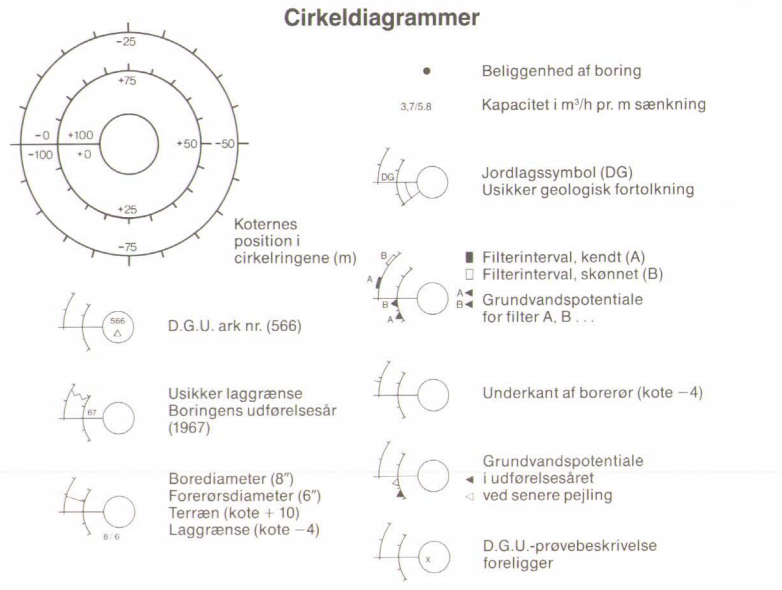 Cirkeldiagrammer
−25
+75
−0 +100
−100 +0
+50 −50
+25
−75
Koternes
position i
cirkelringene (m)
566
D.G.U. ark nr. (566)
67
Usikker laggrænse
Boringens udførelsesår
(1967)
8/6
Borediameter (8″)
Forerørsdiameter (6″)
Terræn (kote + 10)
Laggrænse (kote −4)
Beliggenhed af boring
3,7/5.8
Kapacitet i m³/h pr. m sænkning
DG
Jordlagssymbol (DG)
Usikker geologisk fortolkning
B
A
B
A
Filterinterval, kendt (A)
Filterinterval, skønnet (B)
A
B
Grundvandspotentiale
for filter A, B . . .
Underkant af borerør (kote −4)
Grundvandspotentiale
i udførelsesåret
ved senere pejling
x
D.G.U.-prøvebeskrivelse
foreligger